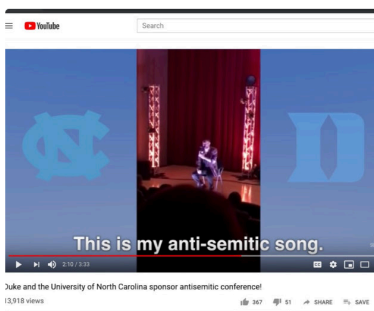 YouTube
Search
This is my anti-semitic song.
2:10 / 3:33
Duke and the University of North Carolina sponsor antisemitic conference!
13,918 views
367
51
SHARE
SAVE